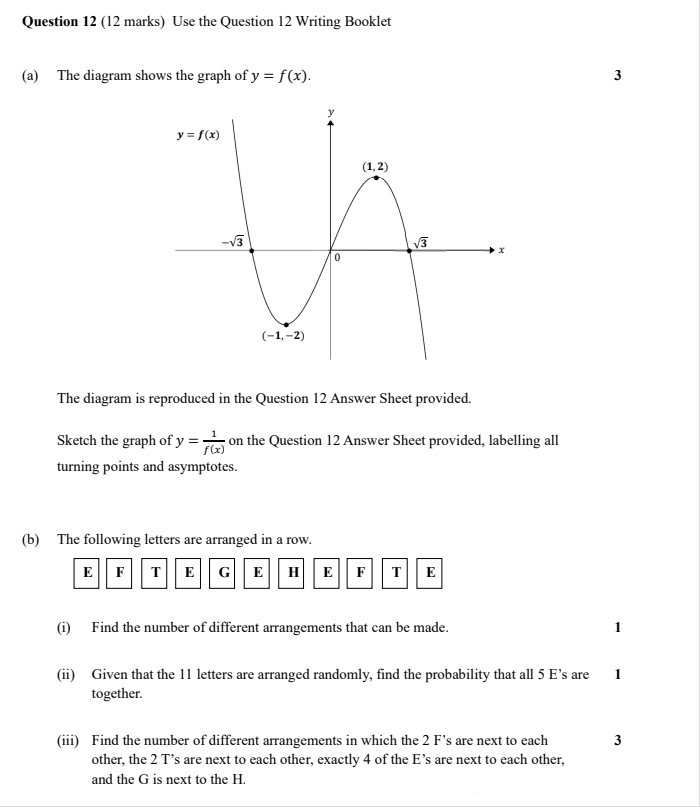 Question 12 (12 marks) Use the Question 12 Writing Booklet
(a) The diagram shows the graph of y = f(x). 3
y
y = f(x)
(1, 2)
−√3
√3
x
0
(−1, −2)
The diagram is reproduced in the Question 12 Answer Sheet provided.
Sketch the graph of y = 1/f(x) on the Question 12 Answer Sheet provided, labelling all
turning points and asymptotes.
(b) The following letters are arranged in a row.
E F T E G E H E F T E
(i) Find the number of different arrangements that can be made. 1
(ii) Given that the 11 letters are arranged randomly, find the probability that all 5 E's are 1
together.
(iii) Find the number of different arrangements in which the 2 F's are next to each 3
other, the 2 T's are next to each other, exactly 4 of the E's are next to each other,
and the G is next to the H.